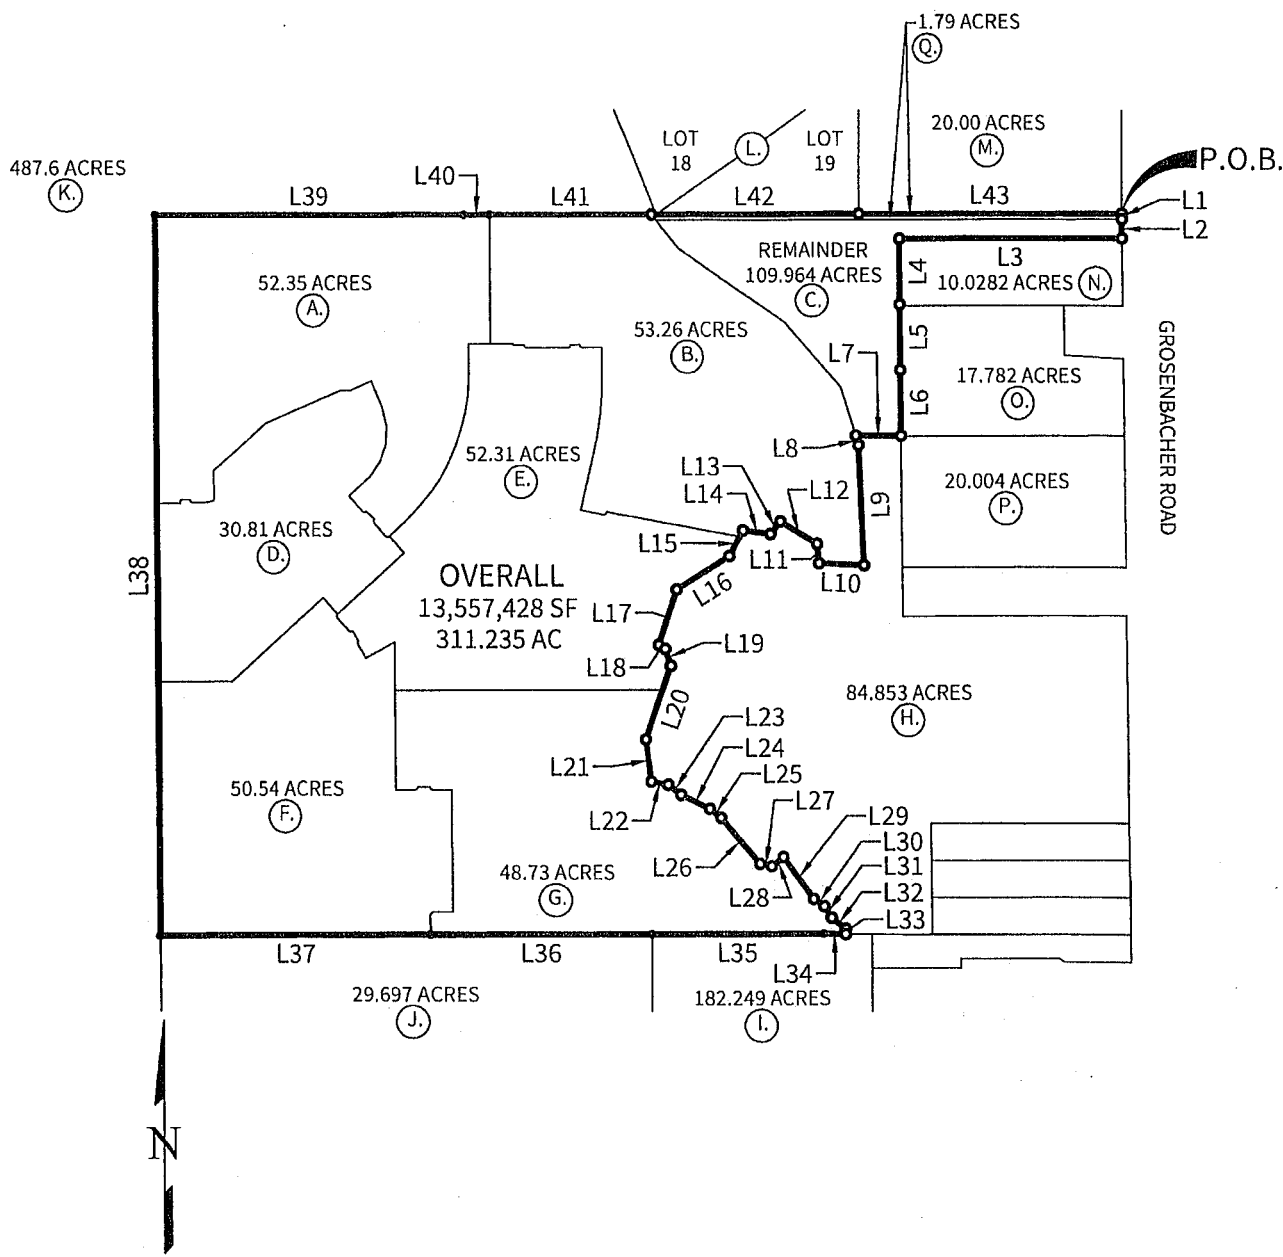 1.79 ACRES
Q.
20.00 ACRES
M.
LOT
18
L.
LOT
19
P.O.B.
487.6 ACRES
K.
L39
L40
L41
L42
L43
L1
L2
REMAINDER
109.964 ACRES
C.
L4
L3
10.0282 ACRES
N.
52.35 ACRES
A.
53.26 ACRES
B.
L5
L7
L6
17.782 ACRES
O.
GROSENBACHER ROAD
L8
52.31 ACRES
E.
L13
L14
L12
L9
20.004 ACRES
P.
30.81 ACRES
D.
L15
L11
L10
L38
OVERALL
13,557,428 SF
311.235 AC
L16
L17
L18
L19
L20
84.853 ACRES
H.
L21
L23
L24
L25
L22
L27
50.54 ACRES
F.
L26
L29
L30
L31
L28
L32
L33
48.73 ACRES
G.
L37
L36
L35
L34
29.697 ACRES
J.
182.249 ACRES
I.
N